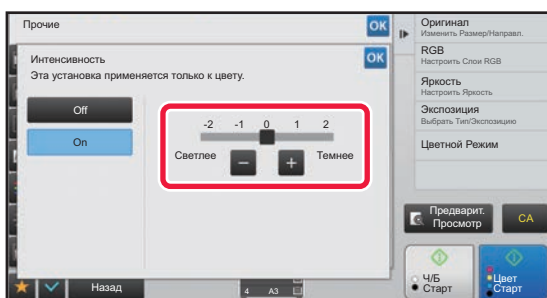 Прочие
OK
Интенсивность
OK
Эта установка применяется только к цвету.
Off
On
-2 -1 0 1 2
Светлее
Темнее
Назад
4 A3
Оригинал
Изменить Размер/Направл.
RGB
Настроить Слои RGB
Яркость
Настроить Яркость
Экспозиция
Выбрать Тип/Экспозицию
Цветной Режим
Предварит.
Просмотр
CA
Ч/Б
Старт
Цвет
Старт